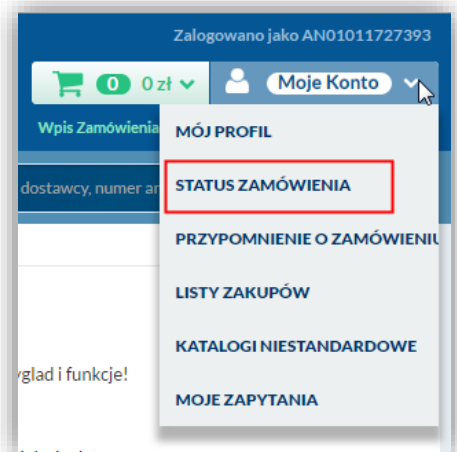 Zalogowano jako AN01011727393
0 0 zł Moje Konto
Wpis Zamówienia
MÓJ PROFIL
dostawcy, numer ar
STATUS ZAMÓWIENIA
PRZYPOMNIENIE O ZAMÓWIENIU
LISTY ZAKUPÓW
KATALOGI NIESTANDARDOWE
yglad i funkcje!
MOJE ZAPYTANIA